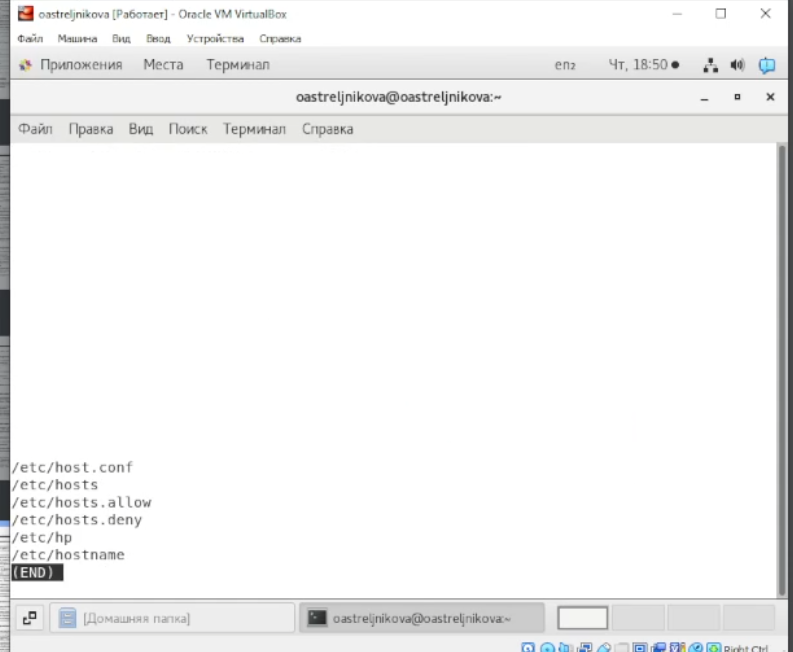 oastreljnikova [Работает] - Oracle VM VirtualBox
Файл Машина Вид Ввод Устройства Справка
Приложения Места Терминал en₂ Чт, 18:50
oastreljnikova@oastreljnikova:~
Файл Правка Вид Поиск Терминал Справка
/etc/host.conf
/etc/hosts
/etc/hosts.allow
/etc/hosts.deny
/etc/hp
/etc/hostname
(END)
[Домашняя папка] oastreljnikova@oastreljnikova:~
Right Ctrl